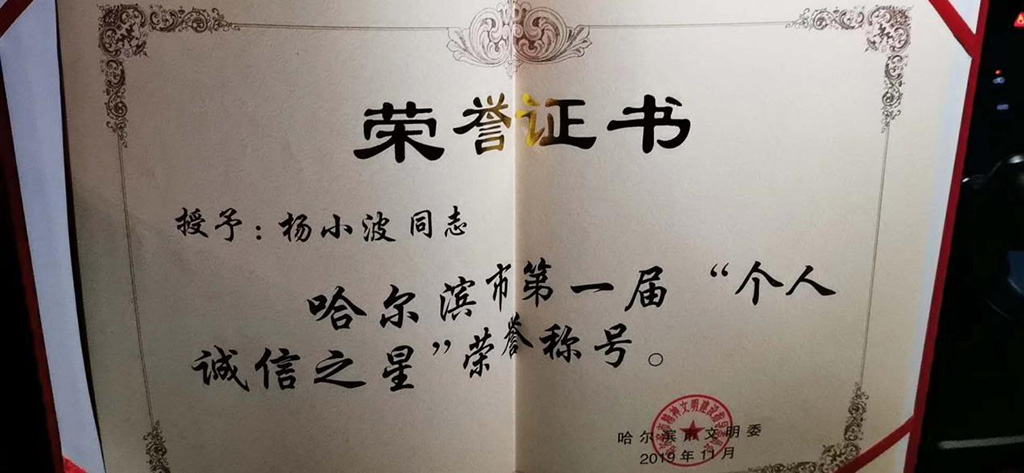 荣誉证书
授予：杨小波同志
哈尔滨市第一届“个人
诚信之星”荣誉称号。
哈尔滨市文明委
2019年11月